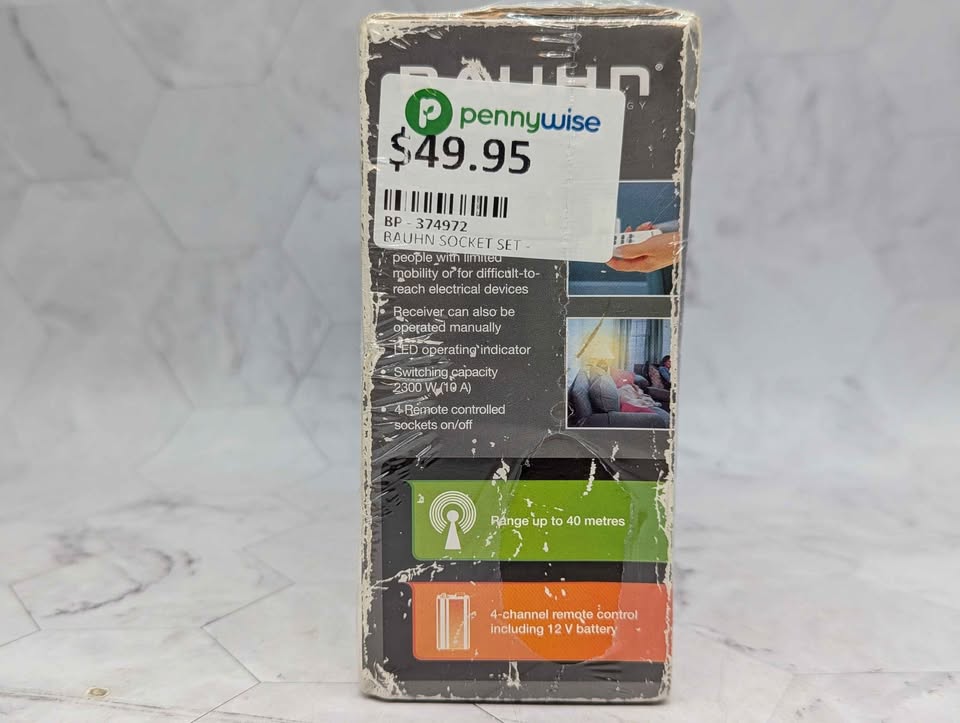 BAUHN®
GY
pennywise
$49.95
BP - 374972
BAUHN SOCKET SET -
people with limited
mobility or for difficult-to-
reach electrical devices
• Receiver can also be
operated manually
• LED operating indicator
• Switching capacity
2300 W (10 A)
• 4 Remote controlled
sockets on/off
Range up to 40 metres
4-channel remote control
including 12 V battery